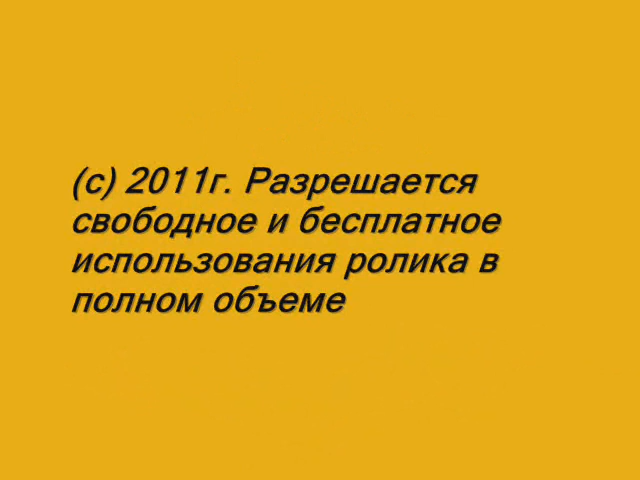 (с) 2011г. Разрешается
свободное и бесплатное
использования ролика в
полном объеме